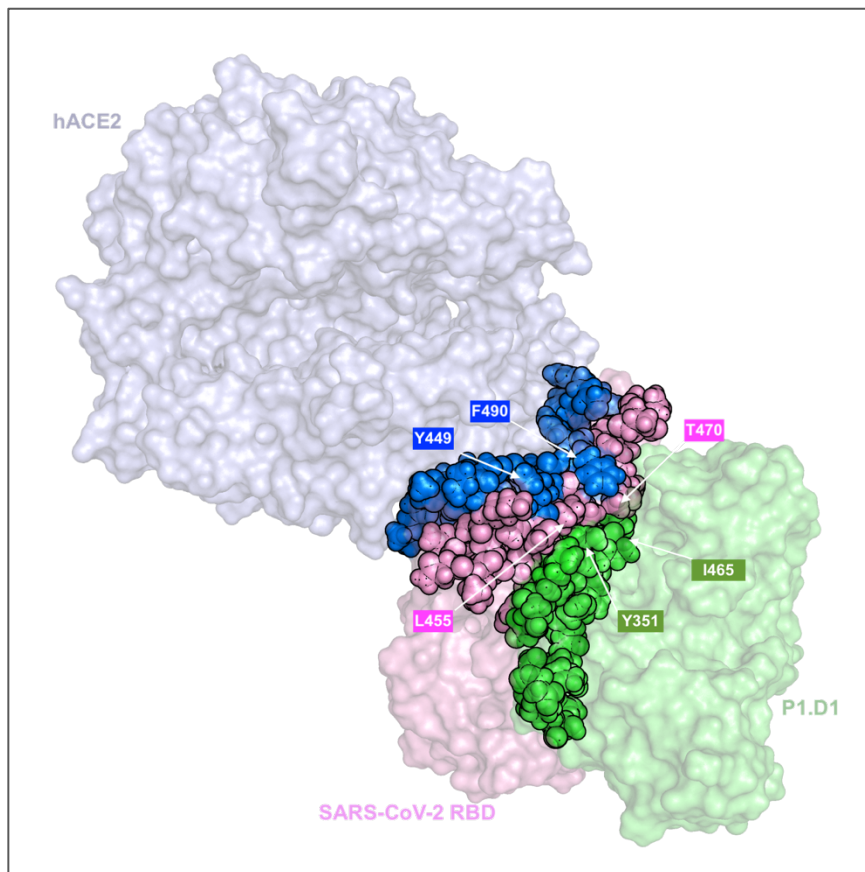 hACE2
F490
T470
Y449
I465
L455
Y351
P1.D1
SARS-CoV-2 RBD